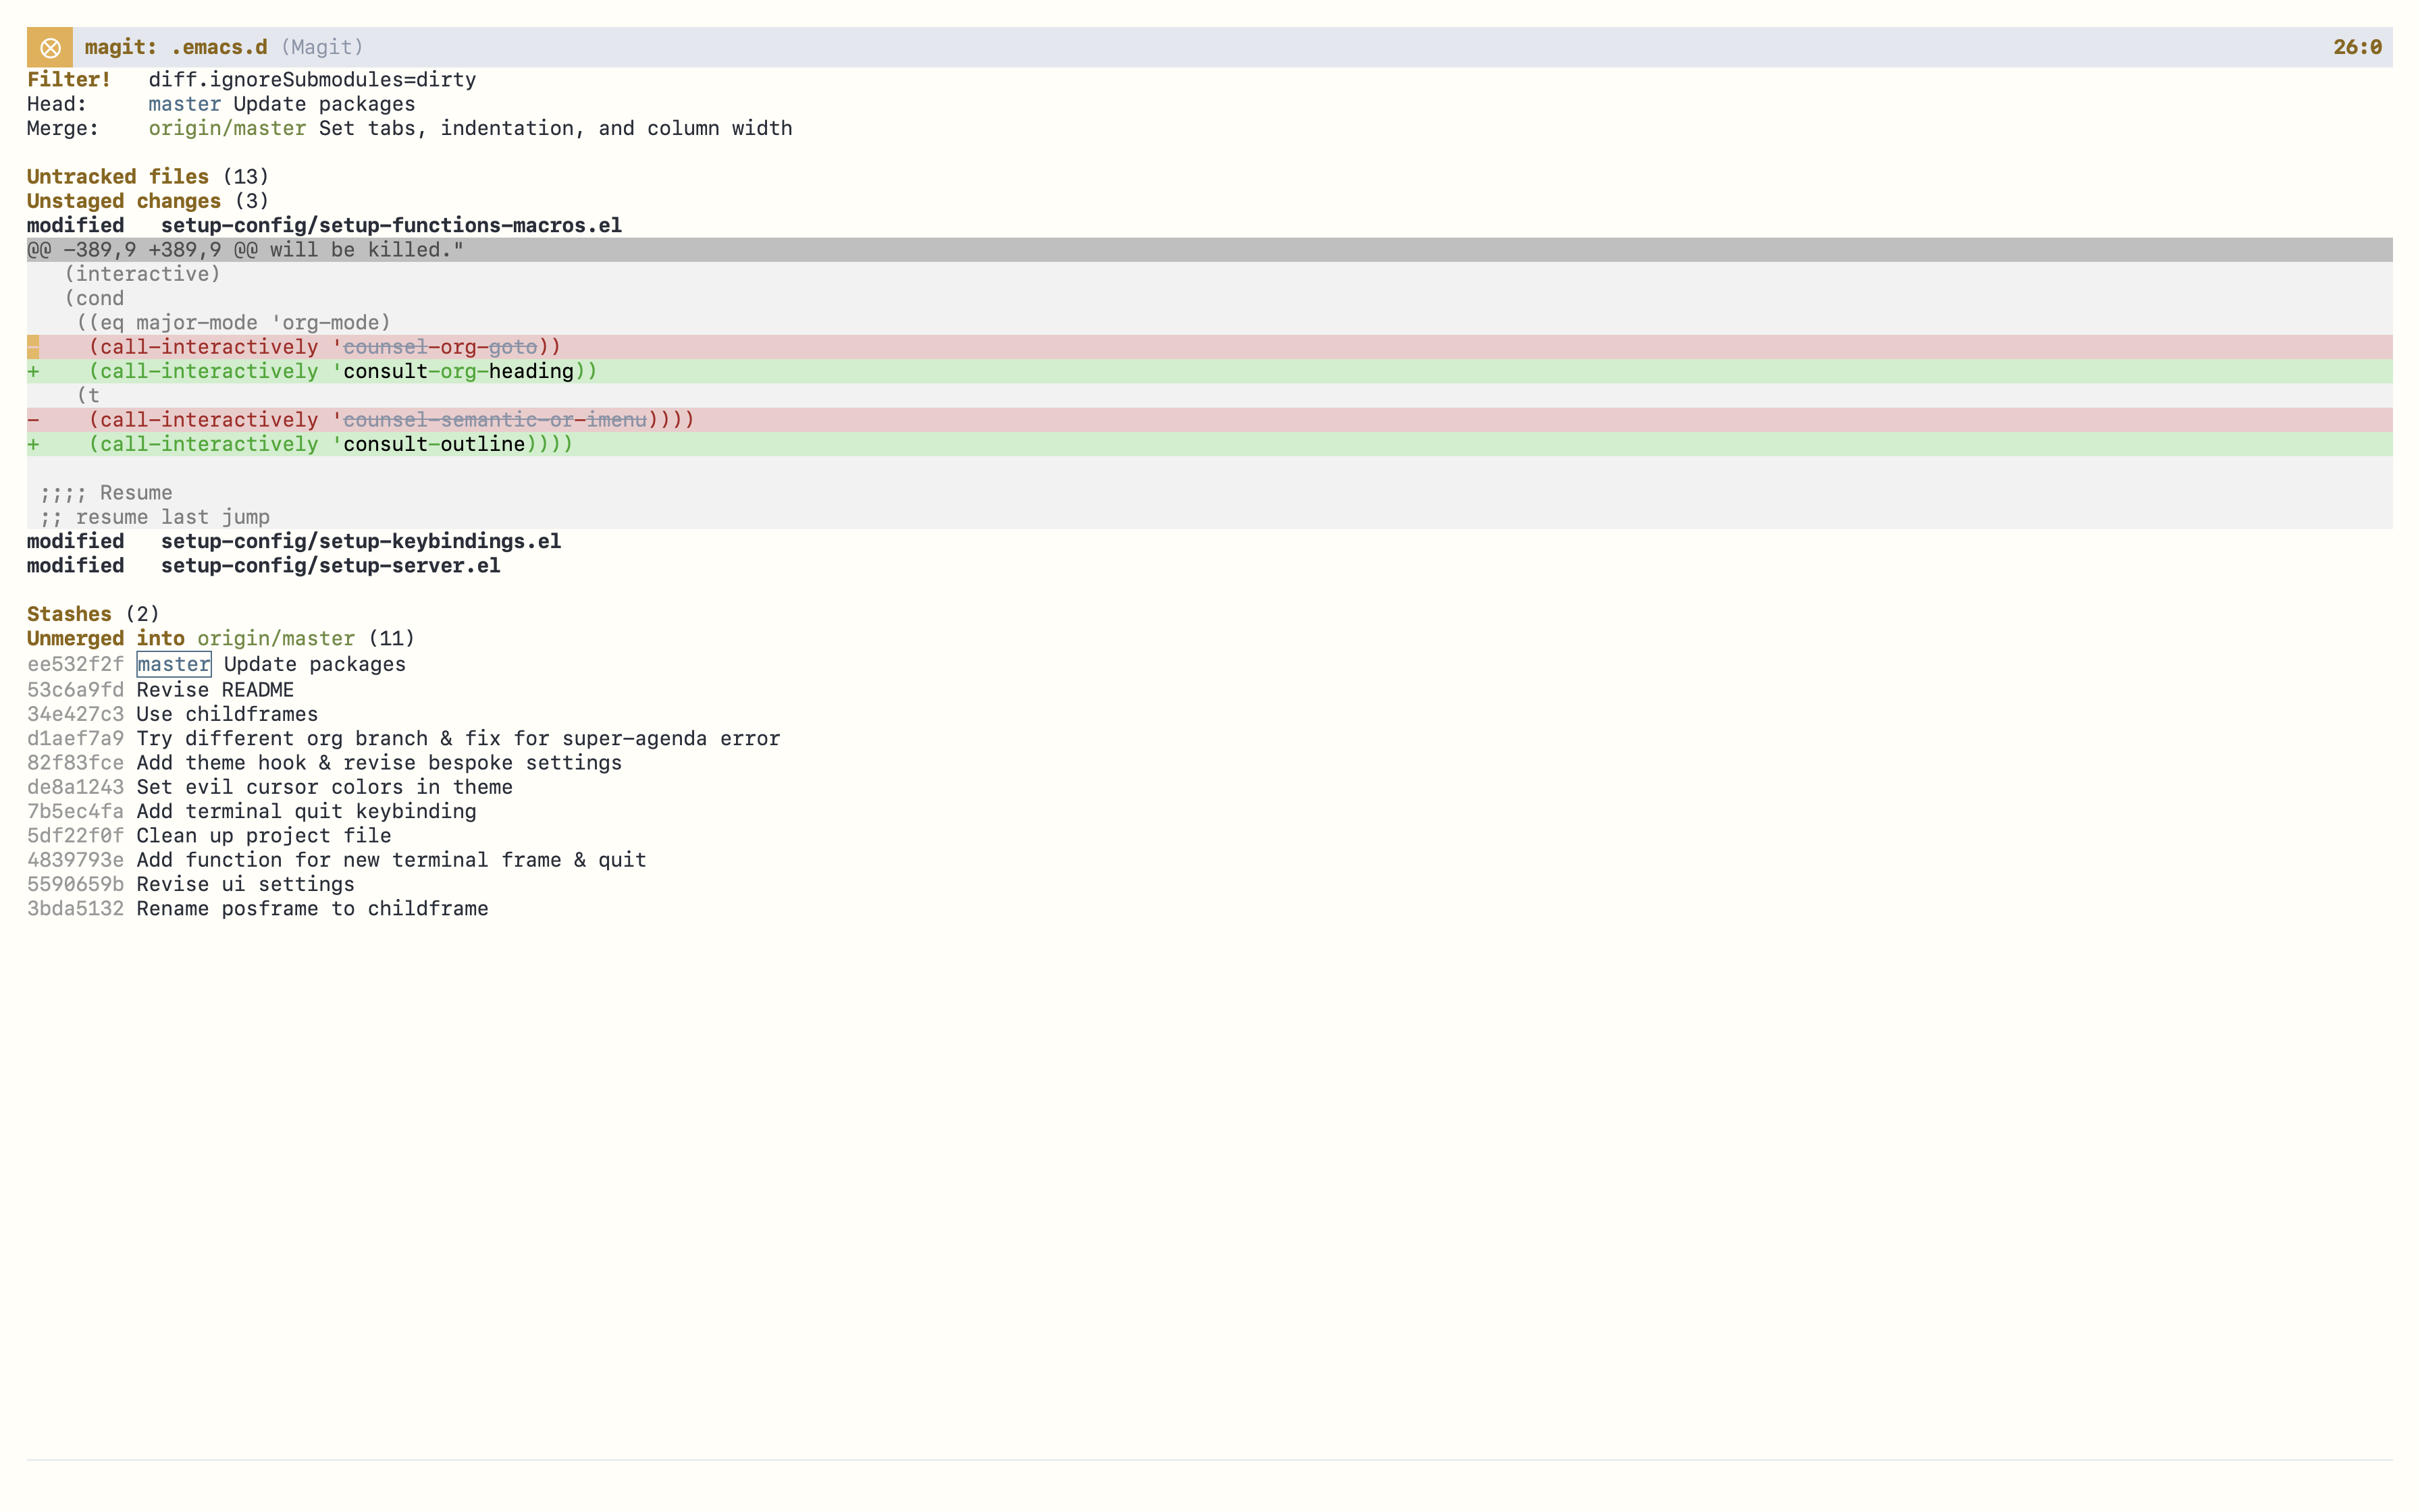 magit: .emacs.d (Magit) 26:0
Filter!   diff.ignoreSubmodules=dirty
Head:     master Update packages
Merge:    origin/master Set tabs, indentation, and column width
Untracked files (13)
Unstaged changes (3)
modified   setup-config/setup-functions-macros.el
@@ -389,9 +389,9 @@ will be killed."
   (interactive)
   (cond
    ((eq major-mode 'org-mode)
-    (call-interactively 'counsel-org-goto))
+    (call-interactively 'consult-org-heading))
    (t
-    (call-interactively 'counsel-semantic-or-imenu))))
+    (call-interactively 'consult-outline))))
 ;;;; Resume
 ;; resume last jump
modified   setup-config/setup-keybindings.el
modified   setup-config/setup-server.el
Stashes (2)
Unmerged into origin/master (11)
ee532f2f master Update packages
53c6a9fd Revise README
34e427c3 Use childframes
d1aef7a9 Try different org branch & fix for super-agenda error
82f83fce Add theme hook & revise bespoke settings
de8a1243 Set evil cursor colors in theme
7b5ec4fa Add terminal quit keybinding
5df22f0f Clean up project file
4839793e Add function for new terminal frame & quit
5590659b Revise ui settings
3bda5132 Rename posframe to childframe